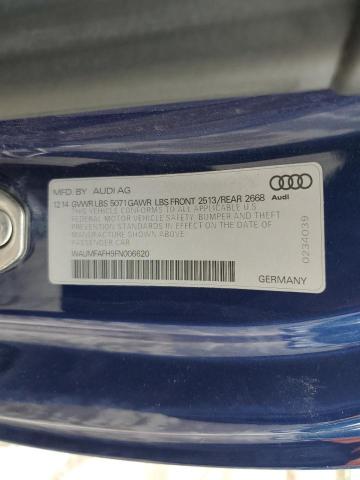 MFD. BY AUDI AG
12 14 GVWR LBS 5071 GAWR LBS FRONT 2513/REAR 2668
THIS VEHICLE CONFORMS TO ALL APPLICABLE U.S.
FEDERAL MOTOR VEHICLE SAFETY, BUMPER AND THEFT
PREVENTION STANDARDS IN EFFECT ON THE DATE OF
MANUFACTURE SHOWN ABOVE.
PASSENGER CAR
WAUMFAFH9FN006620
Audi
0234039
GERMANY